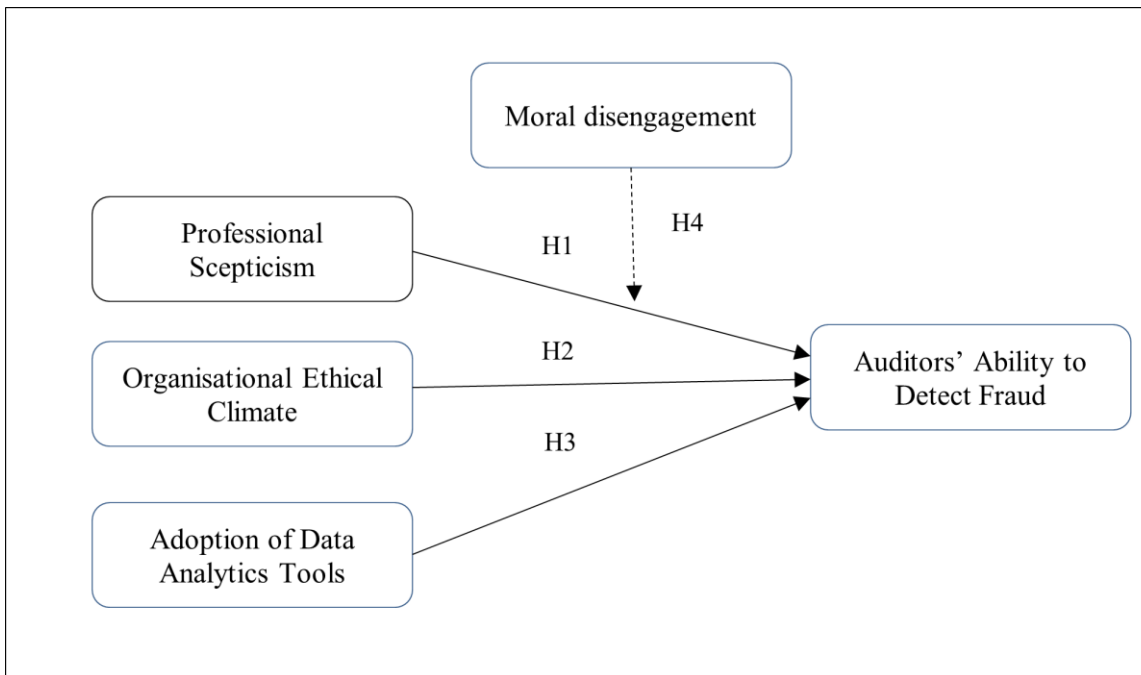 Moral disengagement
H4
Professional
Scepticism
H1
Organisational Ethical
Climate
H2
Auditors’ Ability to
Detect Fraud
H3
Adoption of Data
Analytics Tools